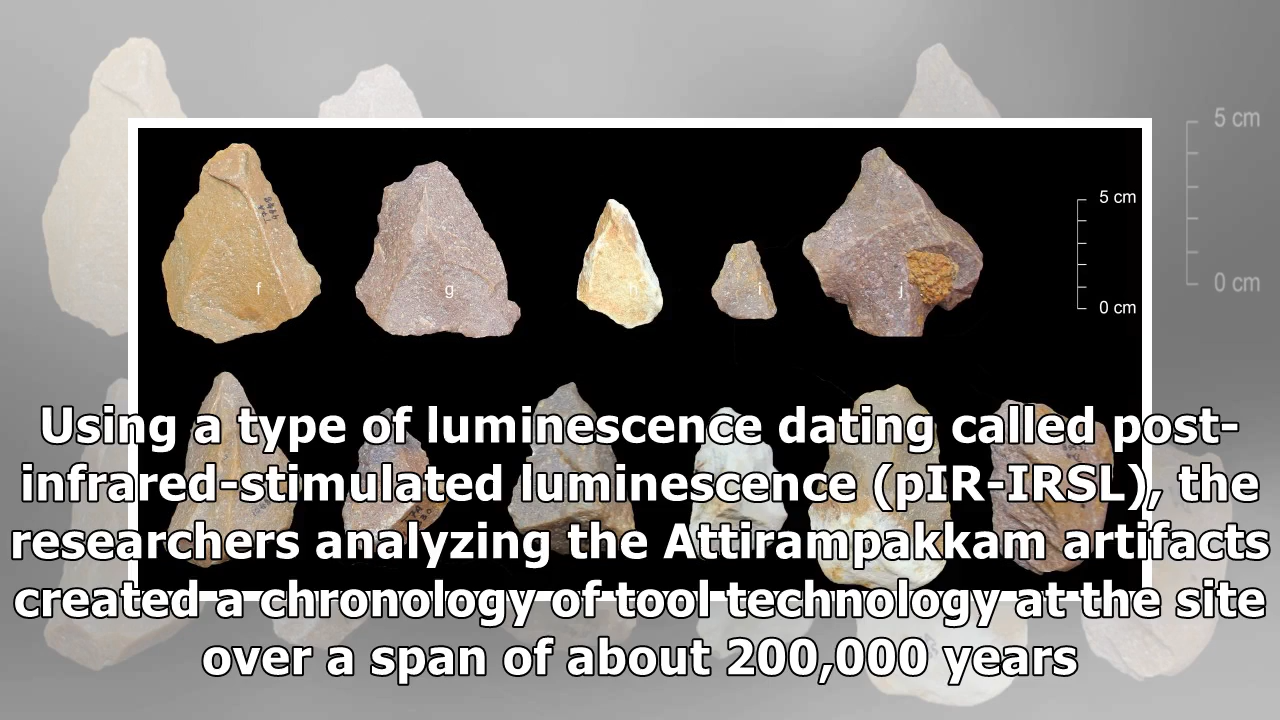 5 cm
5 cm
f
g
h
i
j
0 cm
0 cm
Using a type of luminescence dating called post-
infrared-stimulated luminescence (pIR-IRSL), the
researchers analyzing the Attirampakkam artifacts
created a chronology of tool technology at the site
over a span of about 200,000 years